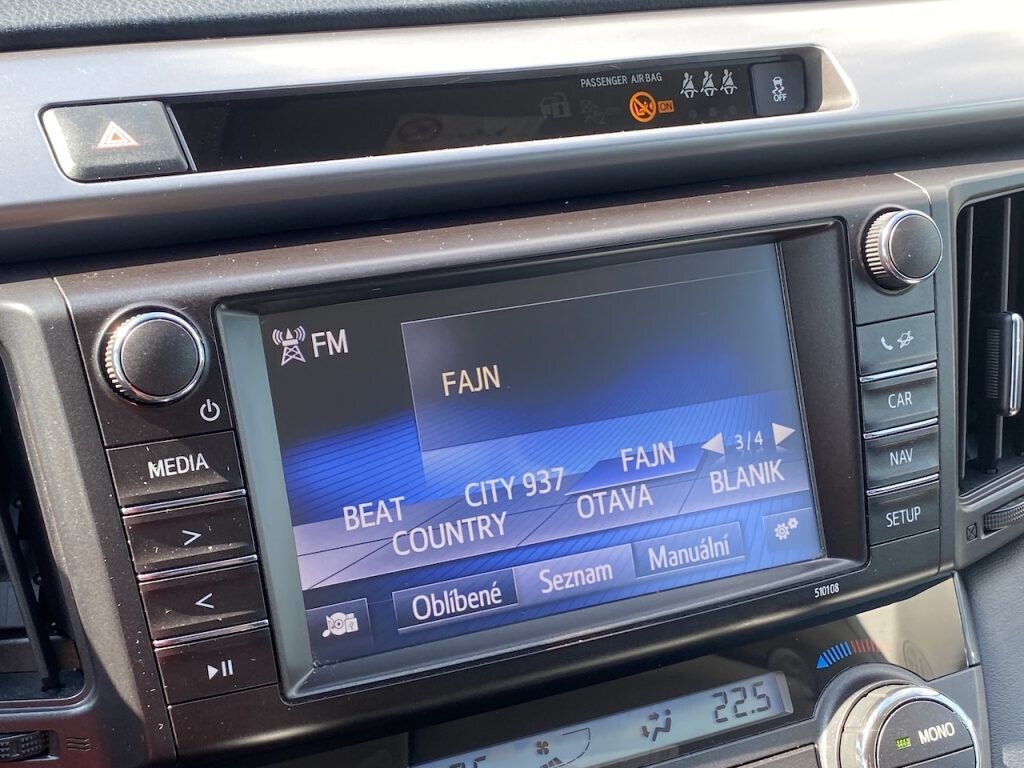 PASSENGER AIR BAG
ON
OFF
FM
FAJN
MEDIA
CAR
NAV
SETUP
3/4
BEAT CITY 937 FAJN
COUNTRY OTAVA BLANIK
Oblíbené Seznam Manuální
>
<
510108
22.5
MONO